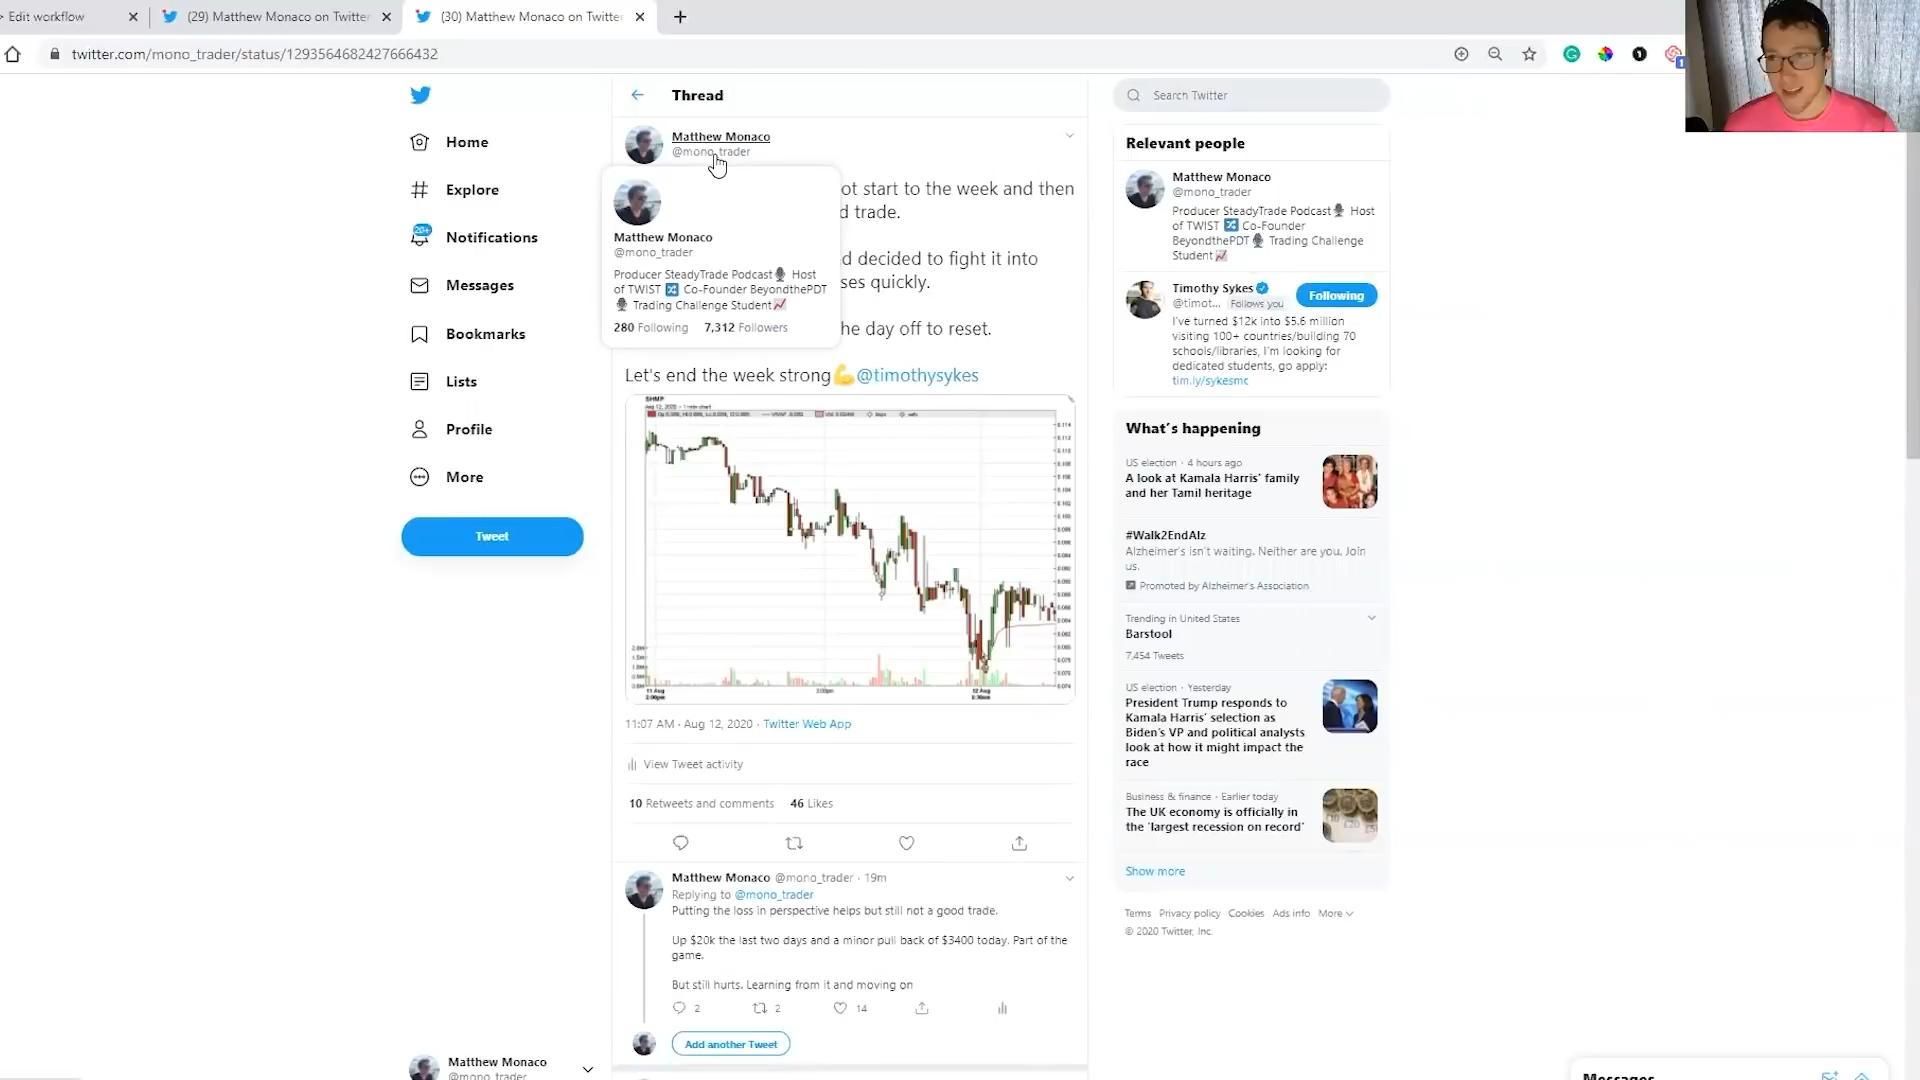 Edit workflow
(29) Matthew Monaco on Twitter
(30) Matthew Monaco on Twitter
twitter.com/mono_trader/status/1293564682427666432
Home
Explore
20+
Notifications
Messages
Bookmarks
Lists
Profile
More
Tweet
Matthew Monaco
@mono_trader
Thread
Matthew Monaco
@mono_trader
ot start to the week and then
d trade.
d decided to fight it into
ses quickly.
he day off to reset.
Matthew Monaco
@mono_trader
Producer SteadyTrade Podcast🎙 Host
of TWIST 🔀 Co-Founder BeyondthePDT
🎙 Trading Challenge Student📈
280 Following 7,312 Followers
Let's end the week strong💪@timothysykes
SHMP
11 Aug
12 Aug
11:07 AM · Aug 12, 2020 · Twitter Web App
View Tweet activity
10 Retweets and comments 46 Likes
Matthew Monaco @mono_trader · 19m
Replying to @mono_trader
Putting the loss in perspective helps but still not a good trade.
Up $20k the last two days and a minor pull back of $3400 today. Part of the
game.
But still hurts. Learning from it and moving on
2 2 14
Add another Tweet
Search Twitter
Relevant people
Matthew Monaco
@mono_trader
Producer SteadyTrade Podcast🎙 Host
of TWIST 🔀 Co-Founder
BeyondthePDT🎙 Trading Challenge
Student📈
Timothy Sykes
@timot... Follows you
Following
I've turned $12k into $5.6 million
visiting 100+ countries/building 70
schools/libraries, I'm looking for
dedicated students, go apply:
tim.ly/sykesmc
What's happening
US election · 4 hours ago
A look at Kamala Harris' family
and her Tamil heritage
#Walk2EndAlz
Alzheimer's isn't waiting. Neither are you. Join
us.
Promoted by Alzheimer's Association
Trending in United States
Barstool
7,454 Tweets
US election · Yesterday
President Trump responds to
Kamala Harris' selection as
Biden's VP and political analysts
look at how it might impact the
race
Business & finance · Earlier today
The UK economy is officially in
the 'largest recession on record'
Show more
Terms Privacy policy Cookies Ads info More
© 2020 Twitter, Inc.
Messages